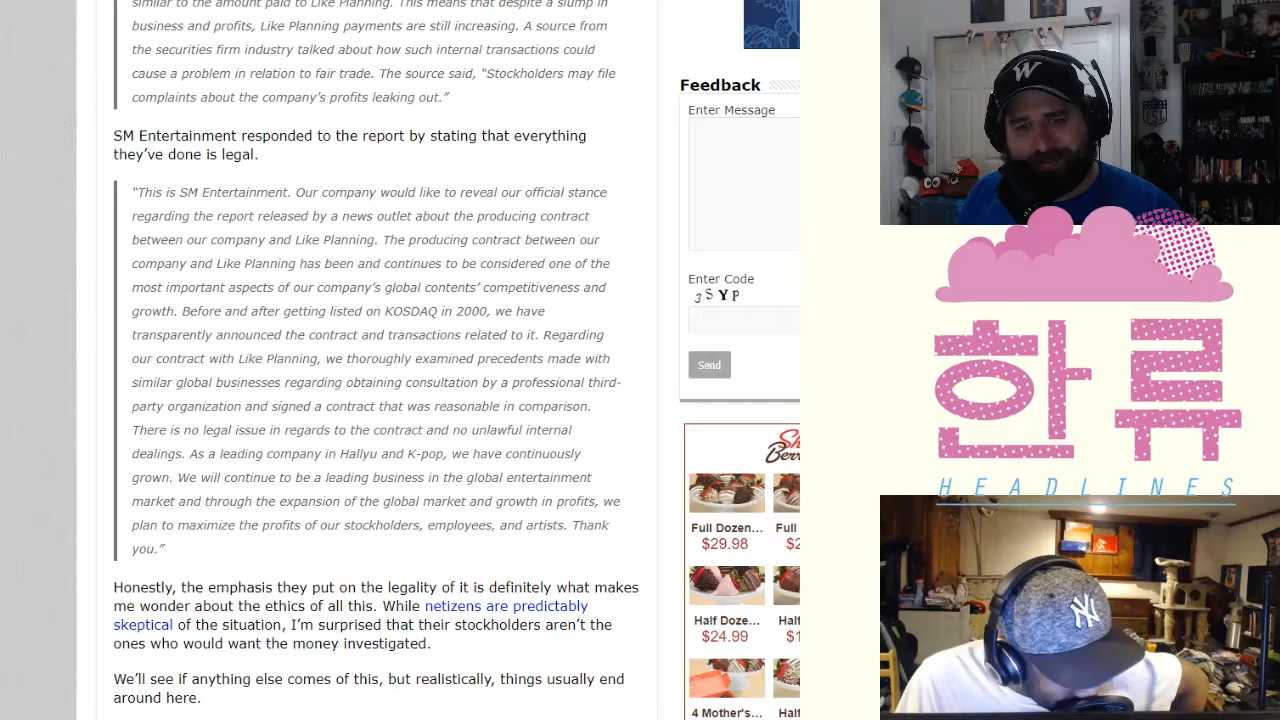 similar to the amount paid to Like Planning. This means that despite a slump in
business and profits, Like Planning payments are still increasing. A source from
the securities firm industry talked about how such internal transactions could
cause a problem in relation to fair trade. The source said, “Stockholders may file
complaints about the company’s profits leaking out.”
SM Entertainment responded to the report by stating that everything
they’ve done is legal.
“This is SM Entertainment. Our company would like to reveal our official stance
regarding the report released by a news outlet about the producing contract
between our company and Like Planning. The producing contract between our
company and Like Planning has been and continues to be considered one of the
most important aspects of our company’s global contents’ competitiveness and
growth. Before and after getting listed on KOSDAQ in 2000, we have
transparently announced the contract and transactions related to it. Regarding
our contract with Like Planning, we thoroughly examined precedents made with
similar global businesses regarding obtaining consultation by a professional third-
party organization and signed a contract that was reasonable in comparison.
There is no legal issue in regards to the contract and no unlawful internal
dealings. As a leading company in Hallyu and K-pop, we have continuously
grown. We will continue to be a leading business in the global entertainment
market and through the expansion of the global market and growth in profits, we
plan to maximize the profits of our stockholders, employees, and artists. Thank
you.”
Honestly, the emphasis they put on the legality of it is definitely what makes
me wonder about the ethics of all this. While netizens are predictably
skeptical of the situation, I’m surprised that their stockholders aren’t the
ones who would want the money investigated.
We’ll see if anything else comes of this, but realistically, things usually end
around here.
Feedback
Enter Message
Enter Code
3SYP
Send
Sh
Berr
Full Dozen... Full
$29.98 $2
Half Doze... Half
$24.99 $1
4 Mother's... Half
W
한류
HEADLINES
NY